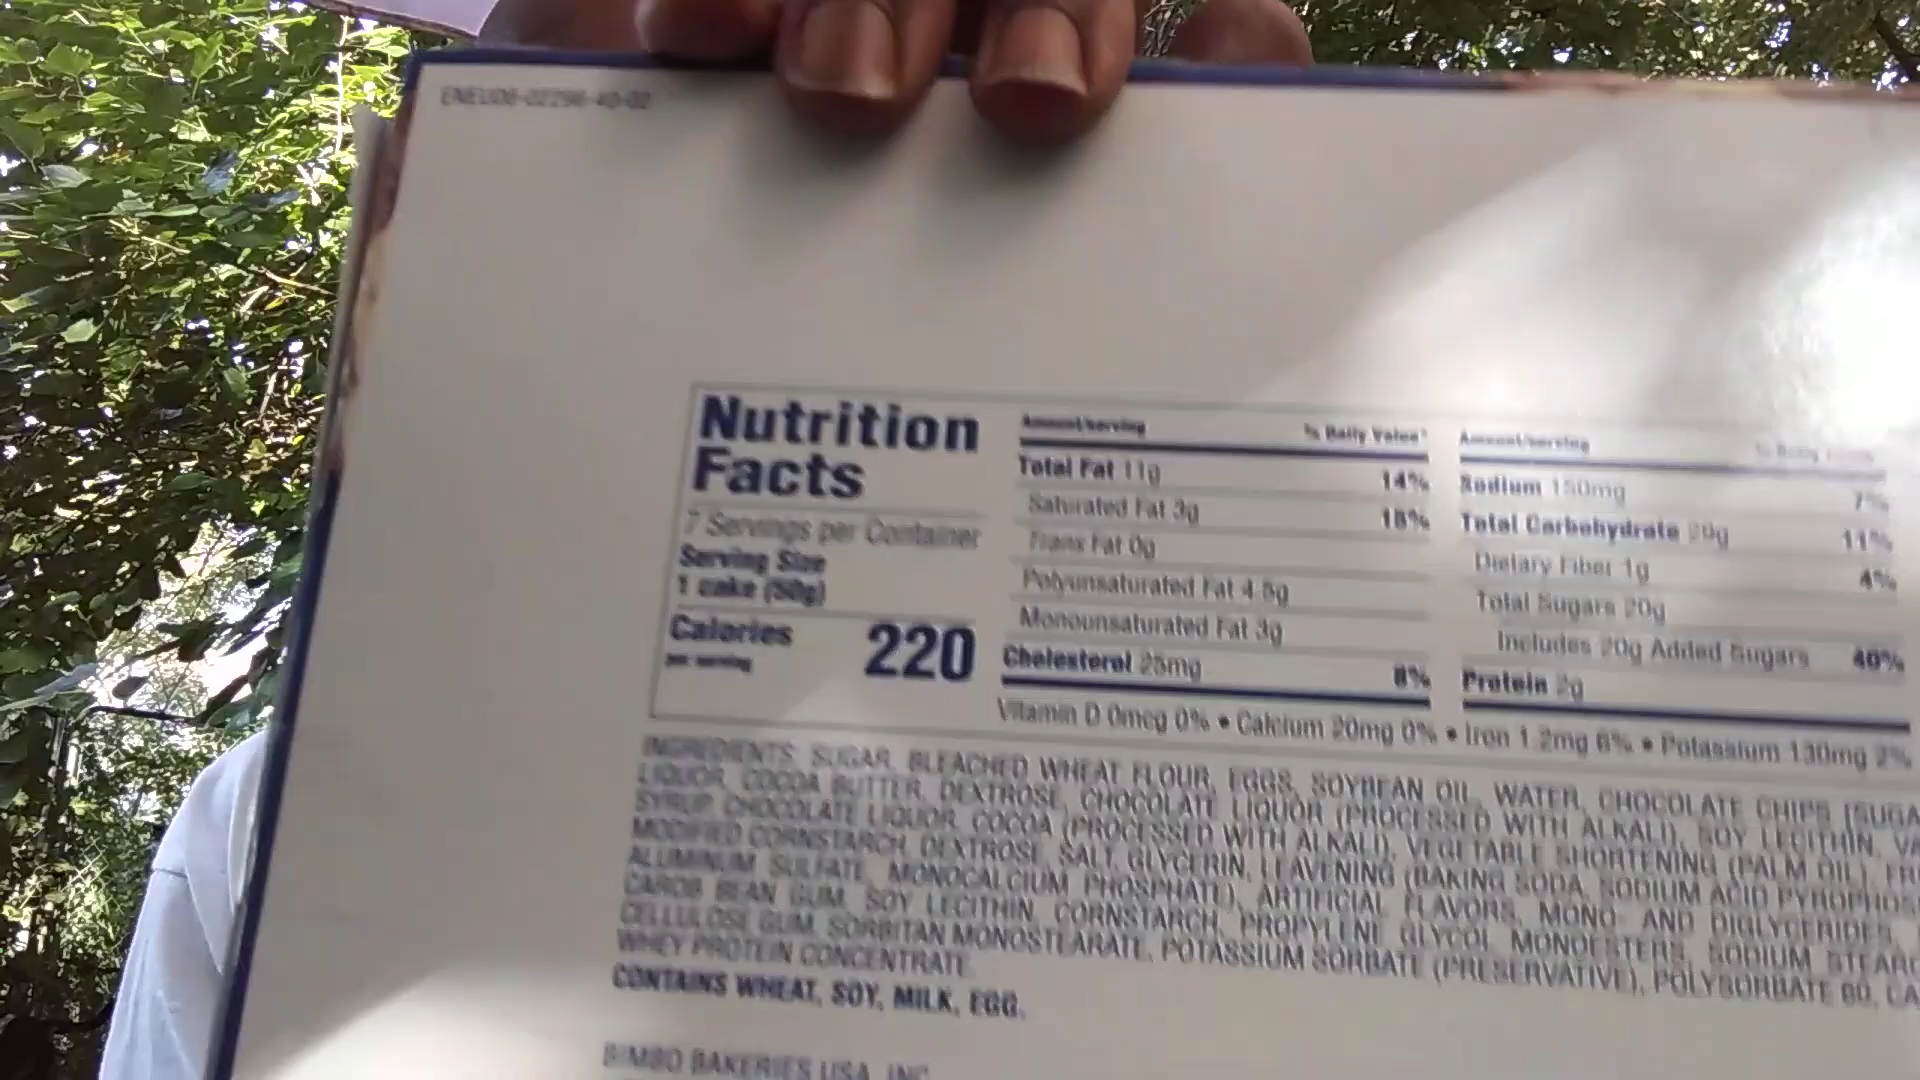 ENEU06-02296-40-02
Nutrition
Facts
7 Servings per Container
Serving Size
1 cake (50g)
Calories 220
per serving
Amount/serving % Daily Value*
Total Fat 11g 14%
Saturated Fat 3g 15%
Trans Fat 0g
Polyunsaturated Fat 4.5g
Monounsaturated Fat 3g
Cholesterol 25mg 8%
Amount/serving % Daily Value
Sodium 150mg 7%
Total Carbohydrate 29g 11%
Dietary Fiber 1g 4%
Total Sugars 20g
Includes 20g Added Sugars 40%
Protein 2g
Vitamin D 0mcg 0% • Calcium 20mg 0% • Iron 1.2mg 6% • Potassium 130mg 2%
INGREDIENTS: SUGAR, BLEACHED WHEAT FLOUR, EGGS, SOYBEAN OIL, WATER, CHOCOLATE CHIPS [SUGA
LIQUOR, COCOA BUTTER, DEXTROSE, CHOCOLATE LIQUOR (PROCESSED WITH ALKALI), SOY LECITHIN, VA
SYRUP, CHOCOLATE LIQUOR, COCOA (PROCESSED WITH ALKALI), VEGETABLE SHORTENING (PALM OIL), FR
MODIFIED CORNSTARCH, DEXTROSE, SALT, GLYCERIN, LEAVENING (BAKING SODA, SODIUM ACID PYROPHOS
ALUMINUM SULFATE, MONOCALCIUM PHOSPHATE), ARTIFICIAL FLAVORS, MONO- AND DIGLYCERIDES,
CAROB BEAN GUM, SOY LECITHIN, CORNSTARCH, PROPYLENE GLYCOL MONOESTERS, SODIUM STEARO
CELLULOSE GUM, SORBITAN MONOSTEARATE, POTASSIUM SORBATE (PRESERVATIVE), POLYSORBATE 60, CA
WHEY PROTEIN CONCENTRATE.
CONTAINS WHEAT, SOY, MILK, EGG.
BIMBO BAKERIES USA, INC